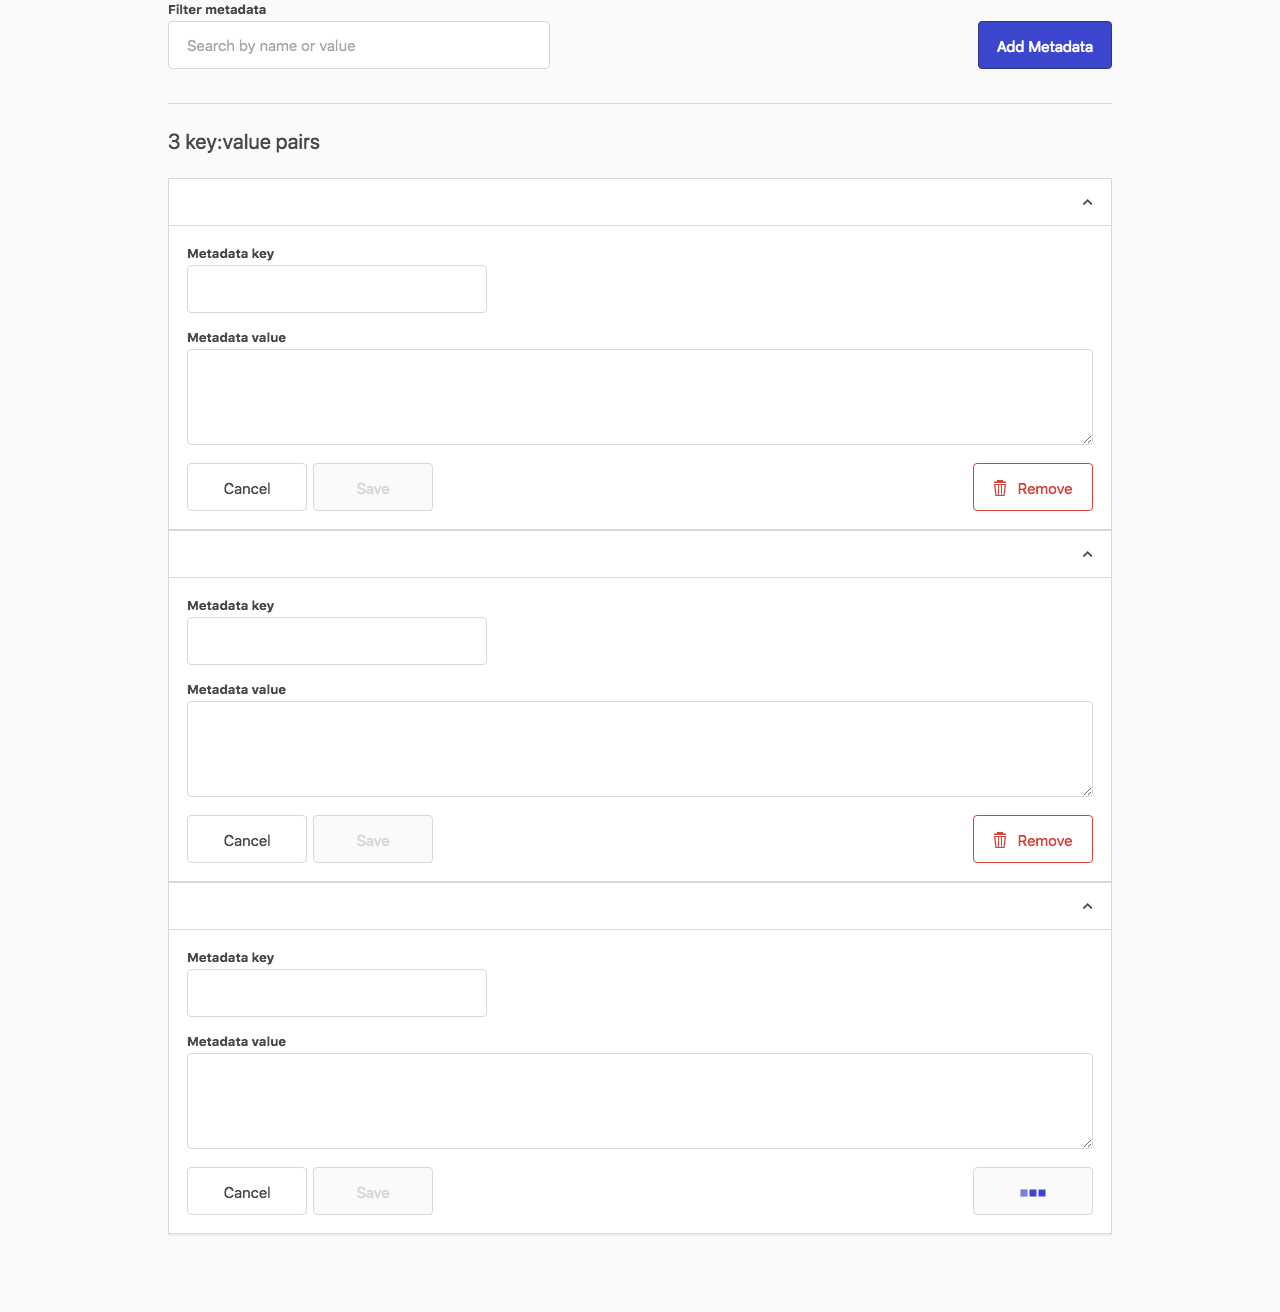 Filter metadata
Search by name or value
Add Metadata
3 key:value pairs
Metadata key
Metadata value
Cancel
Save
Remove
Metadata key
Metadata value
Cancel
Save
Remove
Metadata key
Metadata value
Cancel
Save